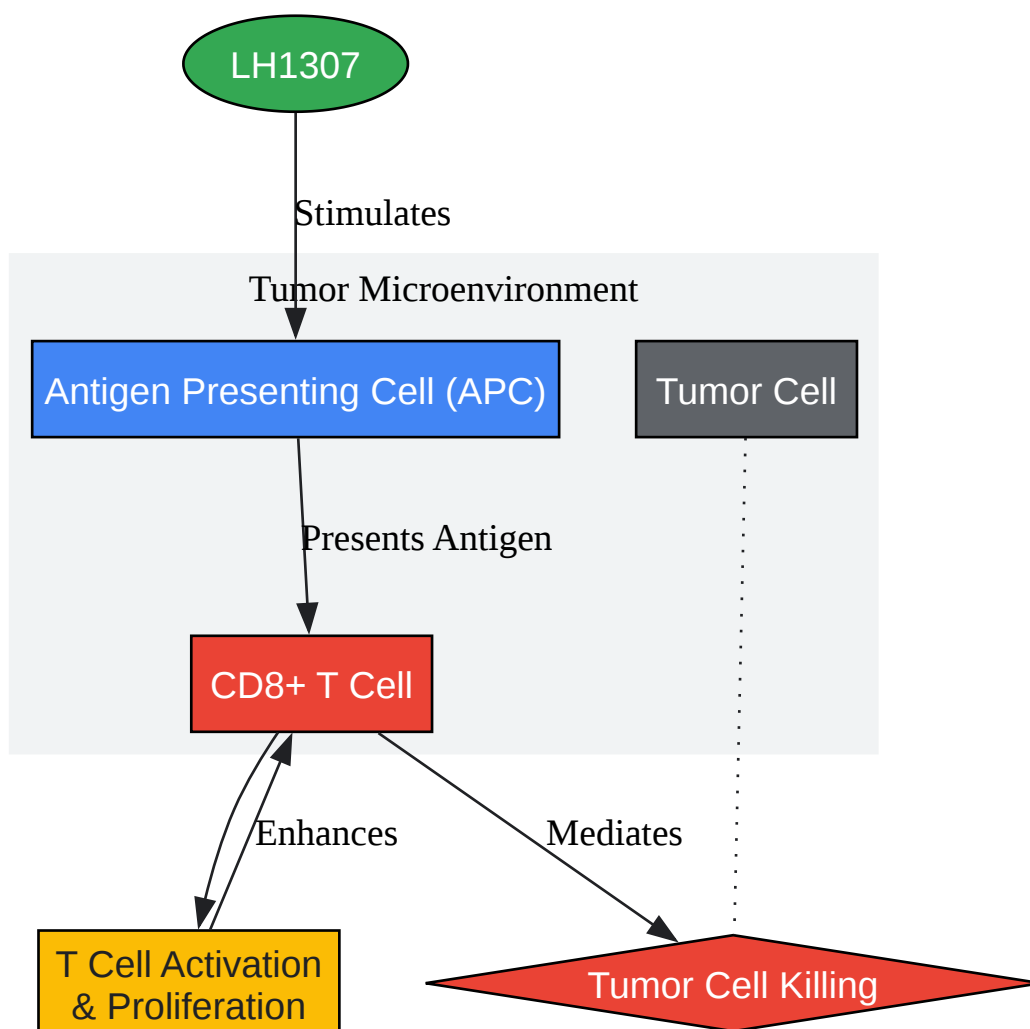 LH1307
Stimulates
Tumor Microenvironment
Antigen Presenting Cell (APC)
Tumor Cell
Presents Antigen
CD8+ T Cell
Enhances
Mediates
T Cell Activation
& Proliferation
Tumor Cell Killing